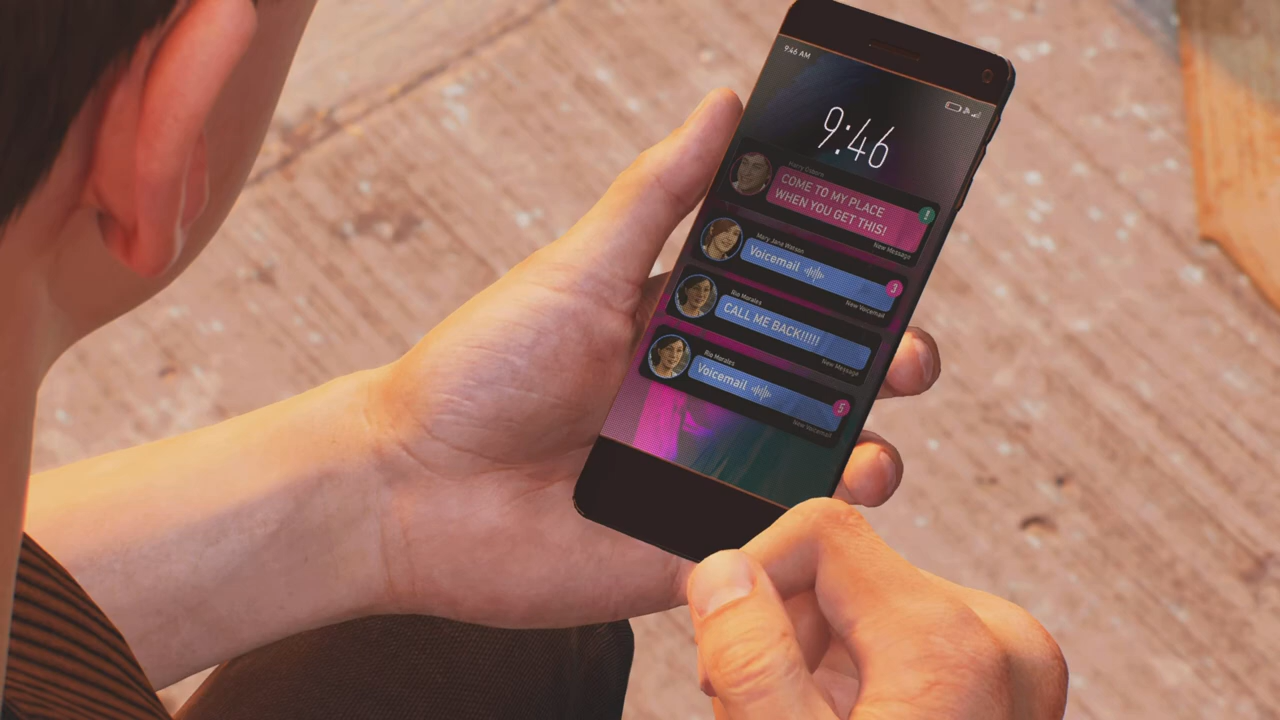 9:46 AM
9:46
Harry Osborn
COME TO MY PLACE
WHEN YOU GET THIS!
!
New Message
Mary Jane Watson
Voicemail
3
New Voicemail
Rio Morales
CALL ME BACK!!!!!
New Message
Rio Morales
Voicemail
5
New Voicemail